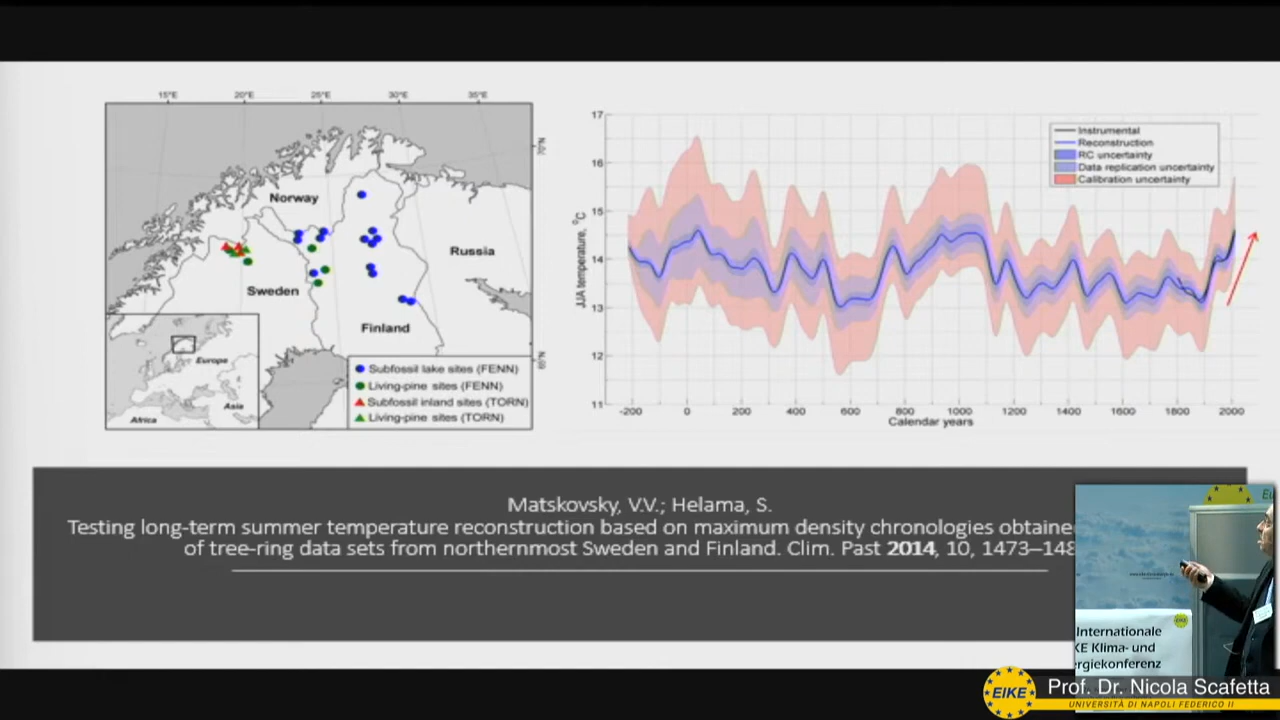 15°E 20°E 25°E 30°E 35°E
70°N
Norway
Russia
Sweden
Finland
65°N
Europe
Asia
Africa
Subfossil lake sites (FENN)
Living-pine sites (FENN)
Subfossil inland sites (TORN)
Living-pine sites (TORN)
17
16
15
14
13
12
11
JJA temperature, °C
Instrumental
Reconstruction
RC uncertainty
Data replication uncertainty
Calibration uncertainty
-200 0 200 400 600 800 1000 1200 1400 1600 1800 2000
Calendar years
Matskovsky, V.V.; Helama, S.
Testing long-term summer temperature reconstruction based on maximum density chronologies obtaine
of tree-ring data sets from northernmost Sweden and Finland. Clim. Past 2014, 10, 1473–148
Internationale
KE Klima- und
ergiekonferenz
EIKE
Prof. Dr. Nicola Scafetta
UNIVERSITÀ DI NAPOLI FEDERICO II